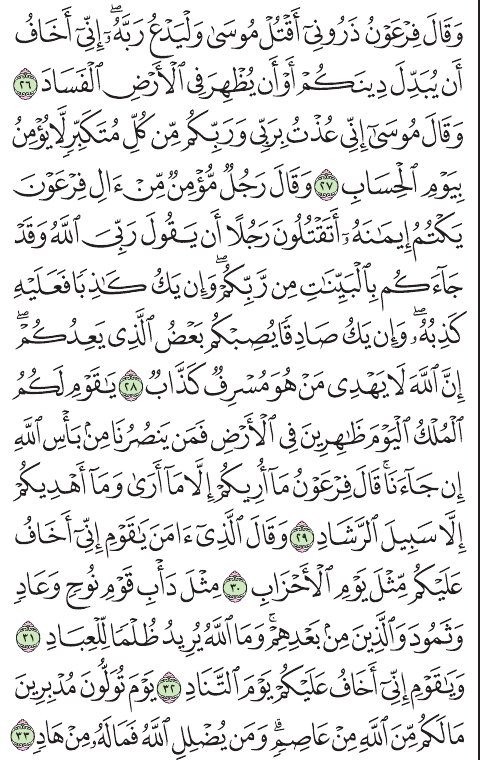 وَقَالَ فِرْعَوْنُ ذَرُونِىٓ أَقْتُلْ مُوسَىٰ وَلْيَدْعُ رَبَّهُۥٓ ۖ إِنِّىٓ أَخَافُ
أَن يُبَدِّلَ دِينَكُمْ أَوْ أَن يُظْهِرَ فِى ٱلْأَرْضِ ٱلْفَسَادَ ٢٦
وَقَالَ مُوسَىٰٓ إِنِّى عُذْتُ بِرَبِّى وَرَبِّكُم مِّن كُلِّ مُتَكَبِّرٍ لَّا يُؤْمِنُ
بِيَوْمِ ٱلْحِسَابِ ٢٧ وَقَالَ رَجُلٌ مُّؤْمِنٌ مِّنْ ءَالِ فِرْعَوْنَ
يَكْتُمُ إِيمَـٰنَهُۥٓ أَتَقْتُلُونَ رَجُلًا أَن يَقُولَ رَبِّىَ ٱللَّهُ وَقَدْ
جَآءَكُم بِٱلْبَيِّنَـٰتِ مِن رَّبِّكُمْ ۖ وَإِن يَكُ كَـٰذِبًا فَعَلَيْهِ
كَذِبُهُۥ ۖ وَإِن يَكُ صَادِقًا يُصِبْكُم بَعْضُ ٱلَّذِى يَعِدُكُمْ ۖ
إِنَّ ٱللَّهَ لَا يَهْدِى مَنْ هُوَ مُسْرِفٌ كَذَّابٌ ٢٨ يَـٰقَوْمِ لَكُمُ
ٱلْمُلْكُ ٱلْيَوْمَ ظَـٰهِرِينَ فِى ٱلْأَرْضِ فَمَن يَنصُرُنَا مِنۢ بَأْسِ ٱللَّهِ
إِن جَآءَنَا ۚ قَالَ فِرْعَوْنُ مَآ أُرِيكُمْ إِلَّا مَآ أَرَىٰ وَمَآ أَهْدِيكُمْ
إِلَّا سَبِيلَ ٱلرَّشَادِ ٢٩ وَقَالَ ٱلَّذِىٓ ءَامَنَ يَـٰقَوْمِ إِنِّىٓ أَخَافُ
عَلَيْكُم مِّثْلَ يَوْمِ ٱلْأَحْزَابِ ٣٠ مِثْلَ دَأْبِ قَوْمِ نُوحٍ وَعَادٍ
وَثَمُودَ وَٱلَّذِينَ مِنۢ بَعْدِهِمْ ۚ وَمَا ٱللَّهُ يُرِيدُ ظُلْمًا لِّلْعِبَادِ ٣١
وَيَـٰقَوْمِ إِنِّىٓ أَخَافُ عَلَيْكُمْ يَوْمَ ٱلتَّنَادِ ٣٢ يَوْمَ تُوَلُّونَ مُدْبِرِينَ
مَا لَكُم مِّنَ ٱللَّهِ مِنْ عَاصِمٍ ۗ وَمَن يُضْلِلِ ٱللَّهُ فَمَا لَهُۥ مِنْ هَادٍ ٣٣